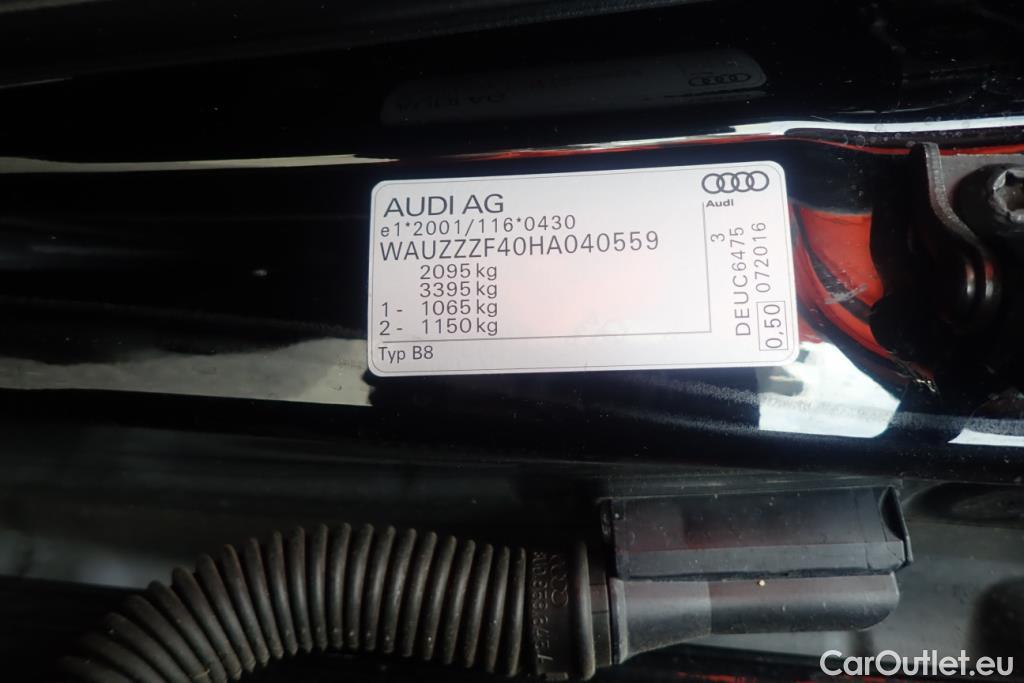 AUDI AG
e1*2001/116*0430
WAUZZZF40HA040559
2095 kg
3395 kg
1 - 1065 kg
2 - 1150 kg
Typ B8
Audi
3
DEUC6475
0,50 072016
CarOutlet.eu